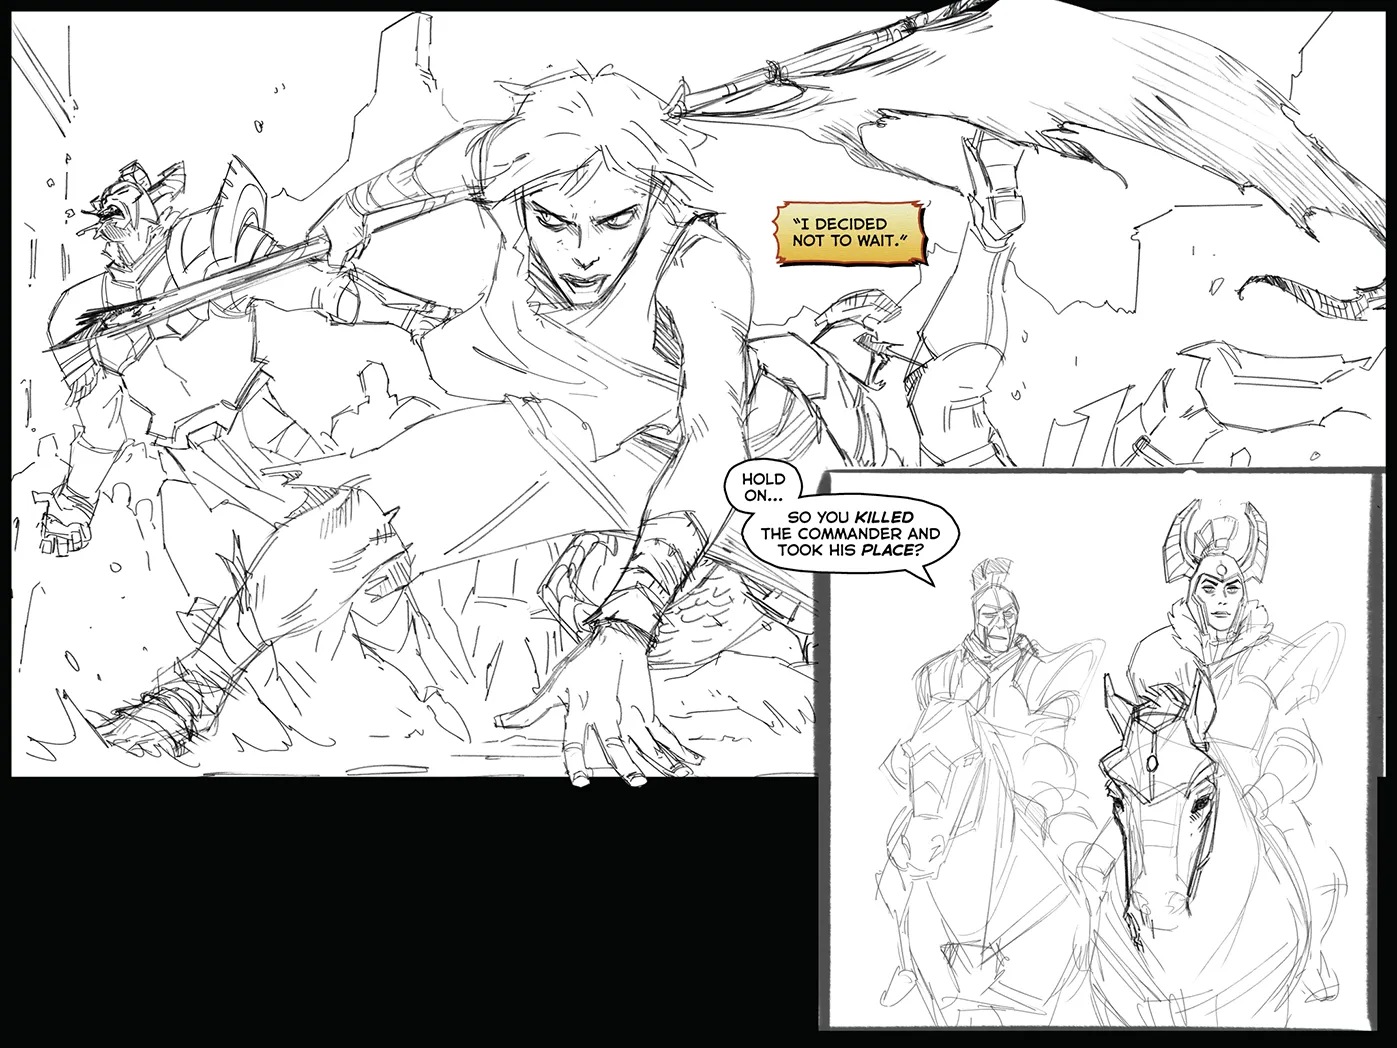 “I DECIDED
NOT TO WAIT.”
HOLD
ON...
SO YOU KILLED
THE COMMANDER AND
TOOK HIS PLACE?